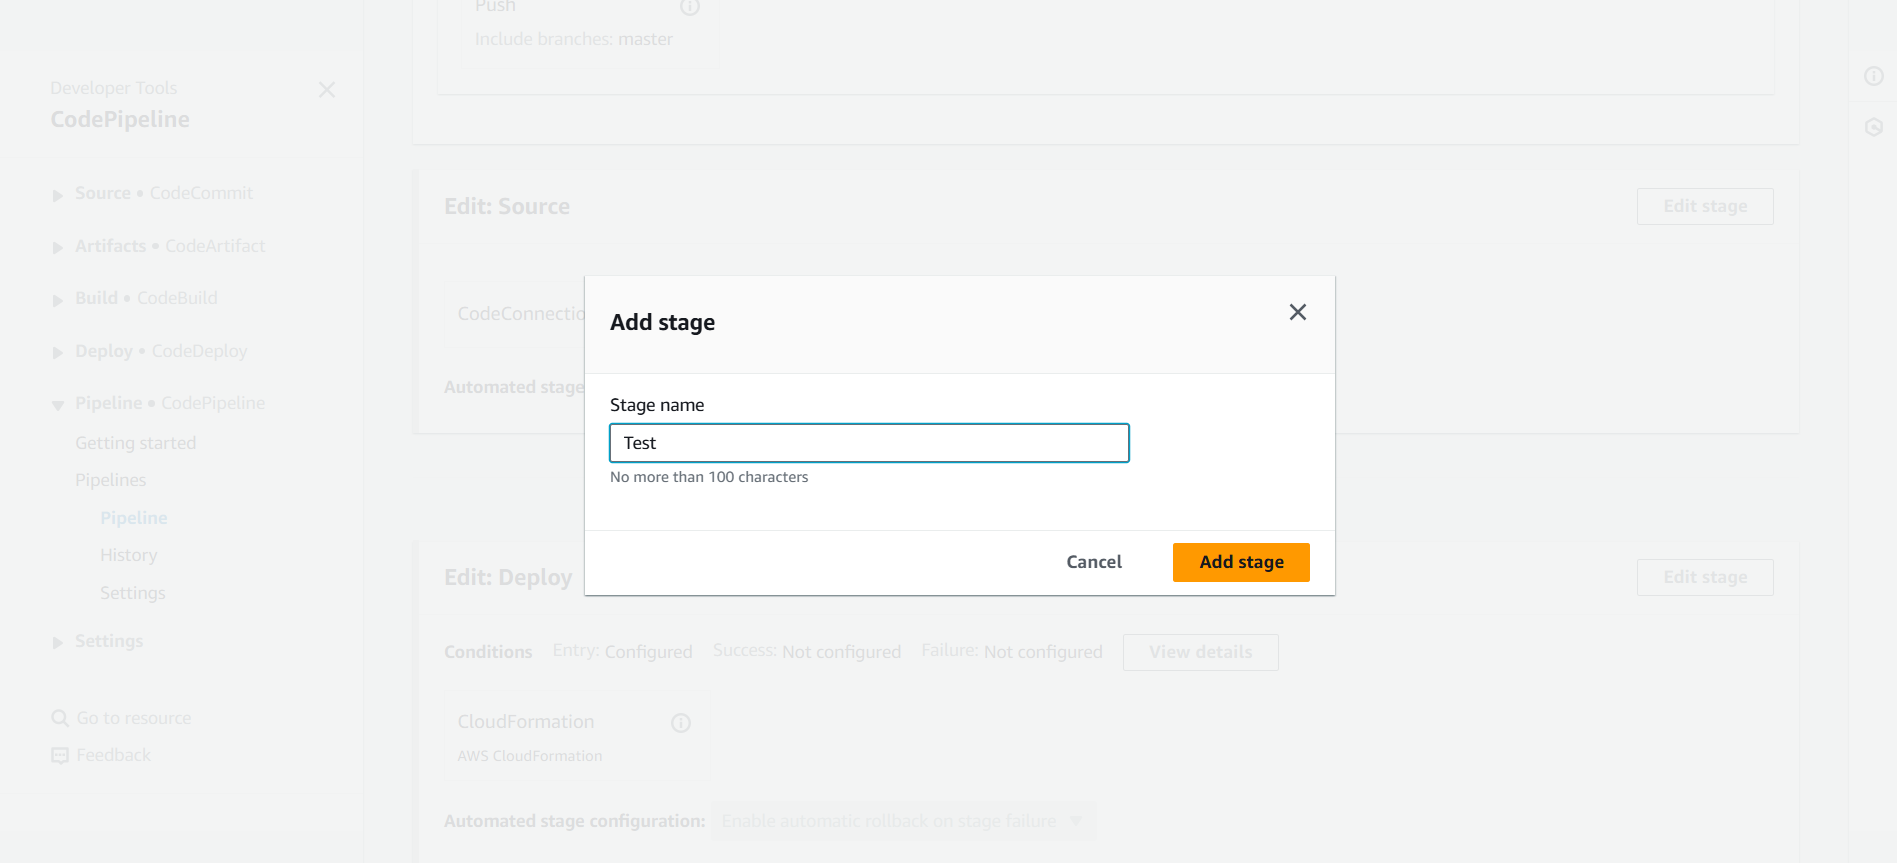 Push
Include branches: master
Developer Tools
CodePipeline
Source • CodeCommit
Artifacts • CodeArtifact
Build • CodeBuild
Deploy • CodeDeploy
Pipeline • CodePipeline
Getting started
Pipelines
Pipeline
History
Settings
Settings
Go to resource
Feedback
Edit: Source
Edit stage
CodeConnectio
Automated stage
Add stage
Stage name
Test
No more than 100 characters
Cancel
Add stage
Edit: Deploy
Edit stage
Conditions Entry: Configured Success: Not configured Failure: Not configured View details
CloudFormation
AWS CloudFormation
Automated stage configuration: Enable automatic rollback on stage failure